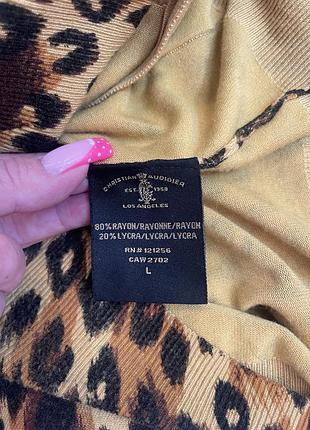 CHRISTIAN AUDIGIER
EST. 1958
LOS ANGELES
80% RAYON/RAYONNE/RAYON
20% LYCRA/LYCRA/LYCRA
RN# 121256
CAW 2702
L